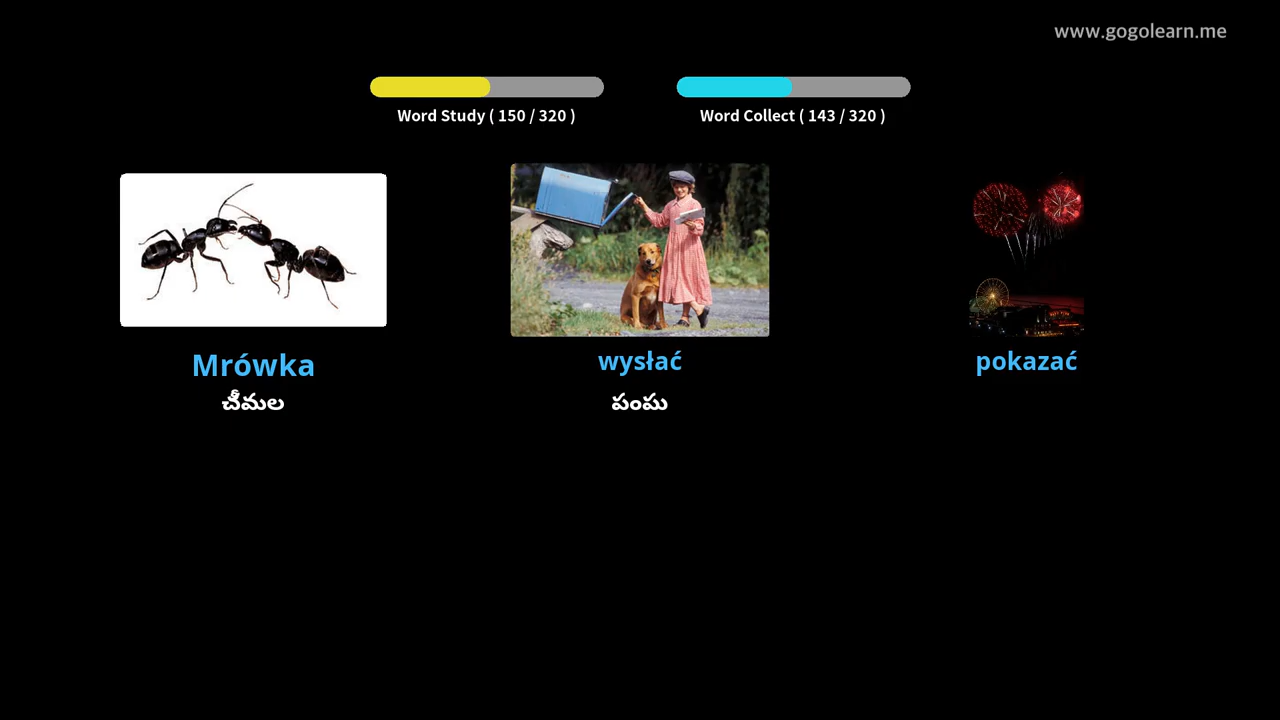 www.gogolearn.me
Word Study ( 150 / 320 )
Word Collect ( 143 / 320 )
Mrówka
చీమల
wysłać
పంపు
pokazać